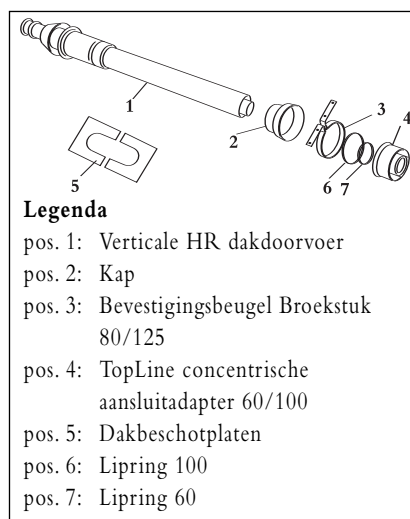 1
2
3
4
5
6
7
Legenda
pos. 1: Verticale HR dakdoorvoer
pos. 2: Kap
pos. 3: Bevestigingsbeugel Broekstuk
80/125
pos. 4: TopLine concentrische
aansluitadapter 60/100
pos. 5: Dakbeschotplaten
pos. 6: Lipring 100
pos. 7: Lipring 60